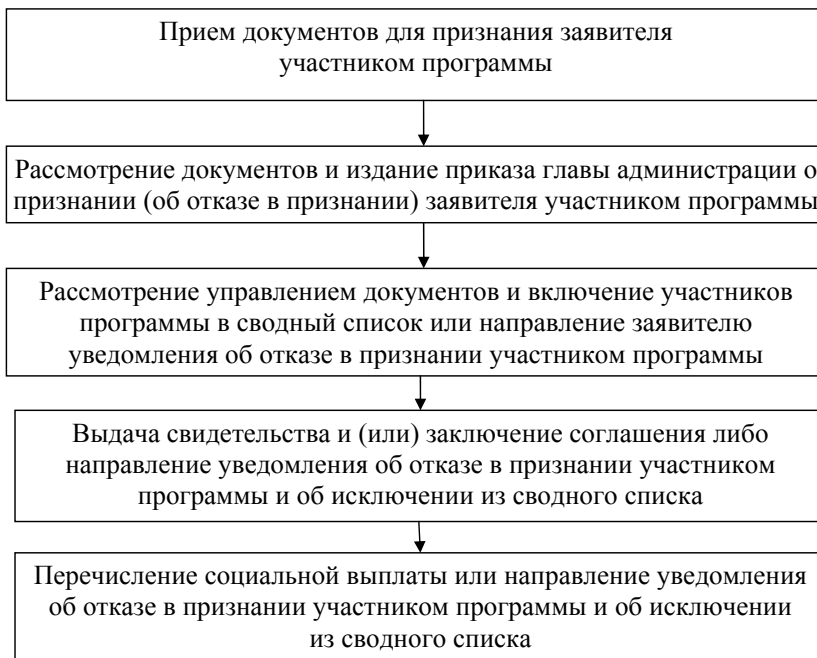 Прием документов для признания заявителя
участником программы
Рассмотрение документов и издание приказа главы администрации о
признании (об отказе в признании) заявителя участником программы
Рассмотрение управлением документов и включение участников
программы в сводный список или направление заявителю
уведомления об отказе в признании участником программы
Выдача свидетельства и (или) заключение соглашения либо
направление уведомления об отказе в признании участником
программы и об исключении из сводного списка
Перечисление социальной выплаты или направление уведомления
об отказе в признании участником программы и об исключении
из сводного списка